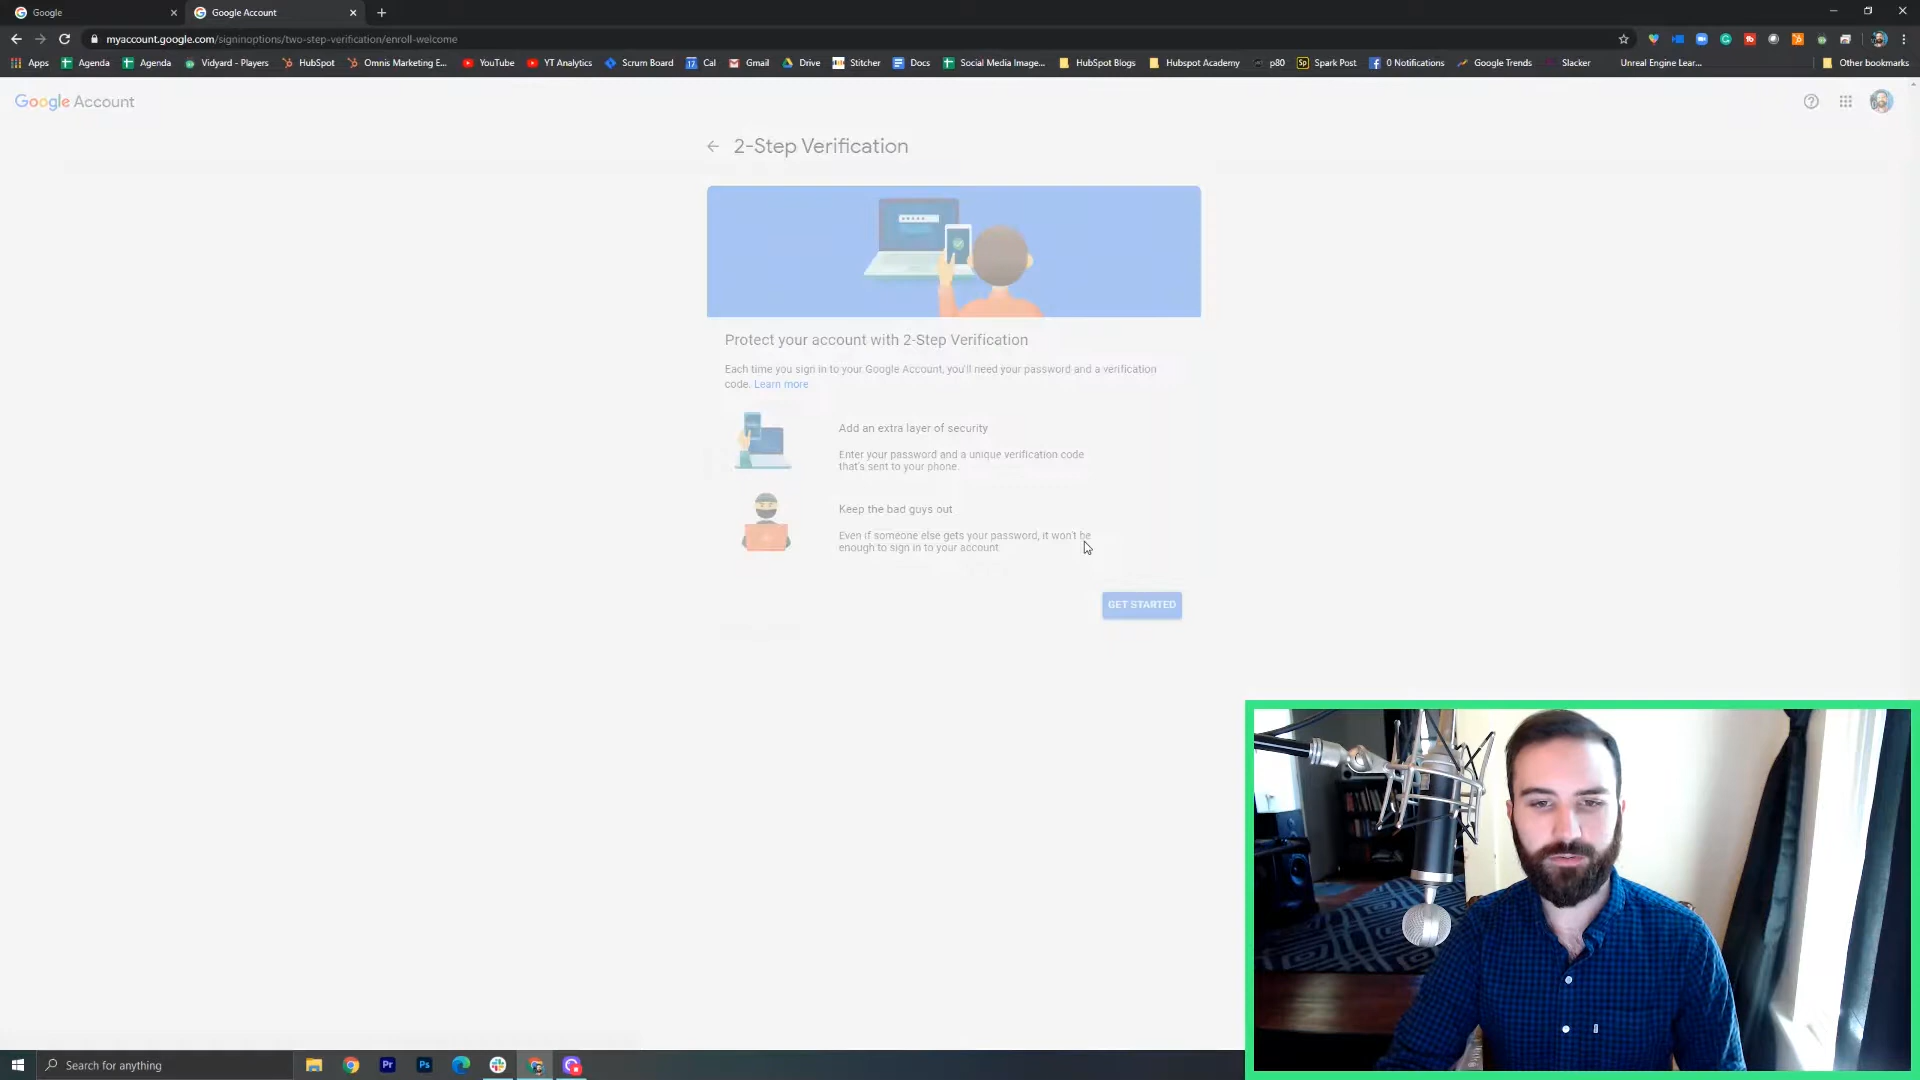 Google
Google Account
myaccount.google.com/signinoptions/two-step-verification/enroll-welcome
Apps
Agenda
Agenda
Vidyard - Players
HubSpot
Omnis Marketing E...
YouTube
YT Analytics
Scrum Board
17
Cal
Gmail
Drive
Stitcher
Docs
Social Media Image...
HubSpot Blogs
Hubspot Academy
p80
Sp
Spark Post
0 Notifications
Google Trends
Slacker
Unreal Engine Lear...
Other bookmarks
Google Account
2-Step Verification
Protect your account with 2-Step Verification
Each time you sign in to your Google Account, you'll need your password and a verification
code. Learn more
Add an extra layer of security
Enter your password and a unique verification code
that's sent to your phone.
Keep the bad guys out
Even if someone else gets your password, it won't be
enough to sign in to your account
GET STARTED
Search for anything
Pr
Ps